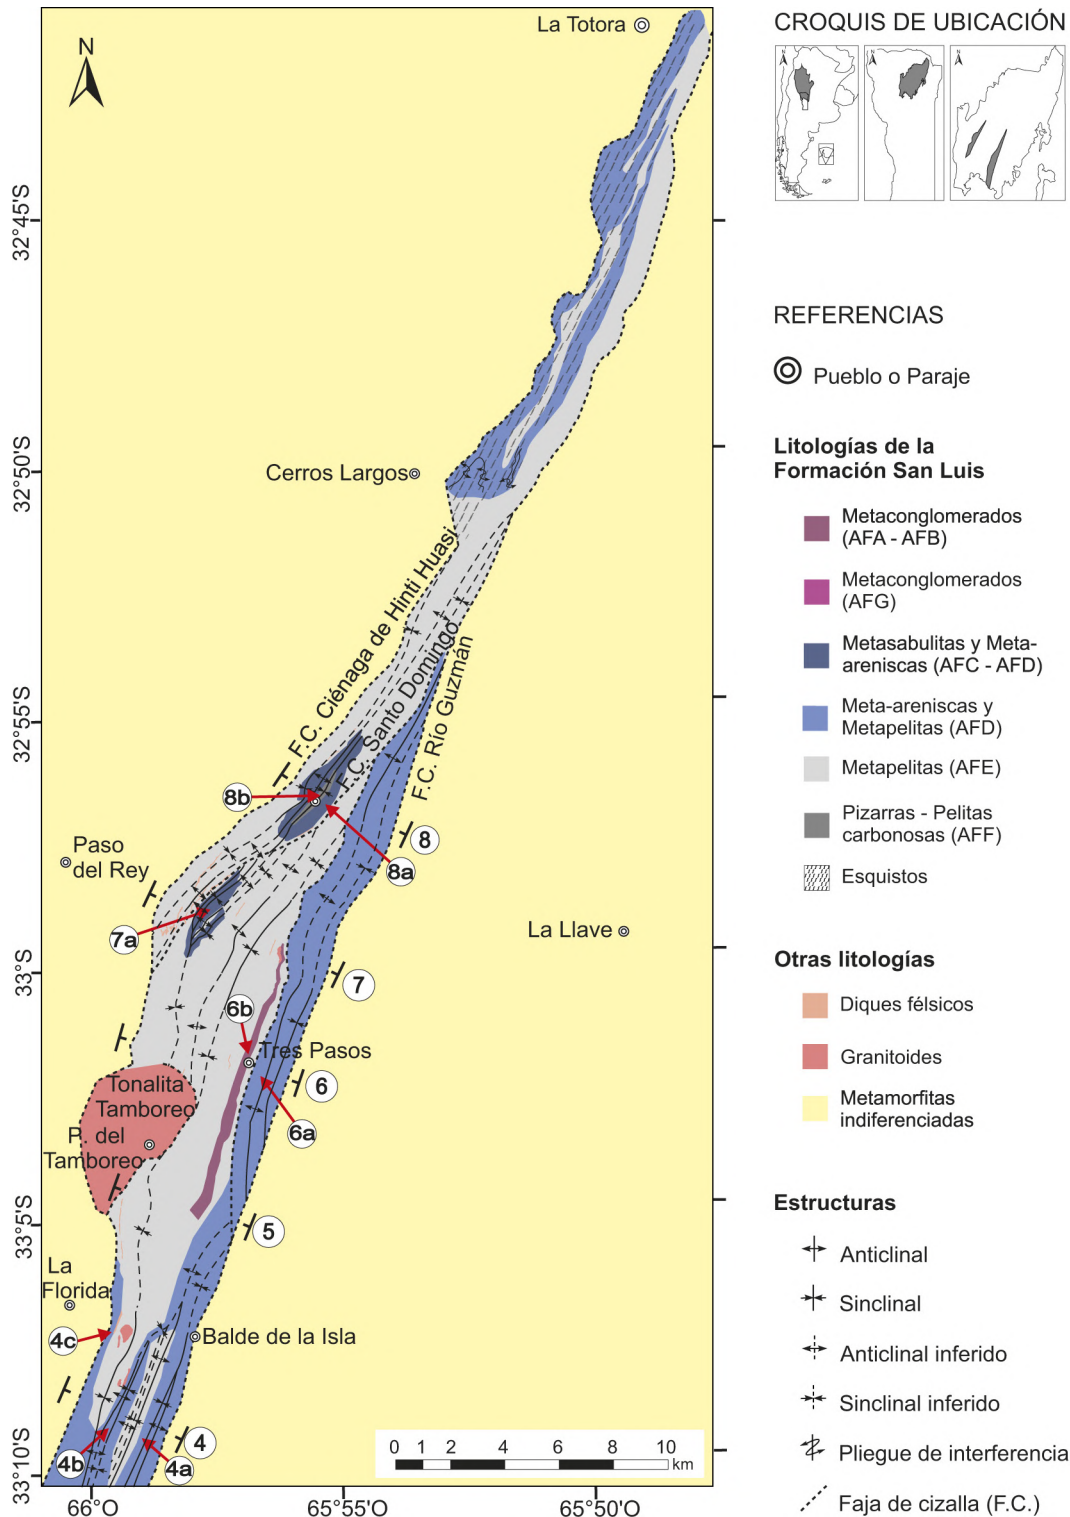 La Totora
N
32°45'S
32°50'S
Cerros Largos
F.C. Ciénaga de Hinti Huasi
F.C. Santo Domingo
F.C. Río Guzmán
32°55'S
8b
8
8a
Paso
del Rey
7a
La Llave
33°S
7
6b
Tres Pasos
6
6a
Tonalita
Tamboreo
P. del
Tamboreo
33°5'S
5
La
Florida
4c
Balde de la Isla
4
4b
4a
33°10'S
0 1 2 4 6 8 10
km
66°O
65°55'O
65°50'O
CROQUIS DE UBICACIÓN
N
N
N
REFERENCIAS
Pueblo o Paraje
Litologías de la
Formación San Luis
Metaconglomerados
(AFA - AFB)
Metaconglomerados
(AFG)
Metasabulitas y Meta-
areniscas (AFC - AFD)
Meta-areniscas y
Metapelitas (AFD)
Metapelitas (AFE)
Pizarras - Pelitas
carbonosas (AFF)
Esquistos
Otras litologías
Diques félsicos
Granitoides
Metamorfitas
indiferenciadas
Estructuras
Anticlinal
Sinclinal
Anticlinal inferido
Sinclinal inferido
Pliegue de interferencia
Faja de cizalla (F.C.)